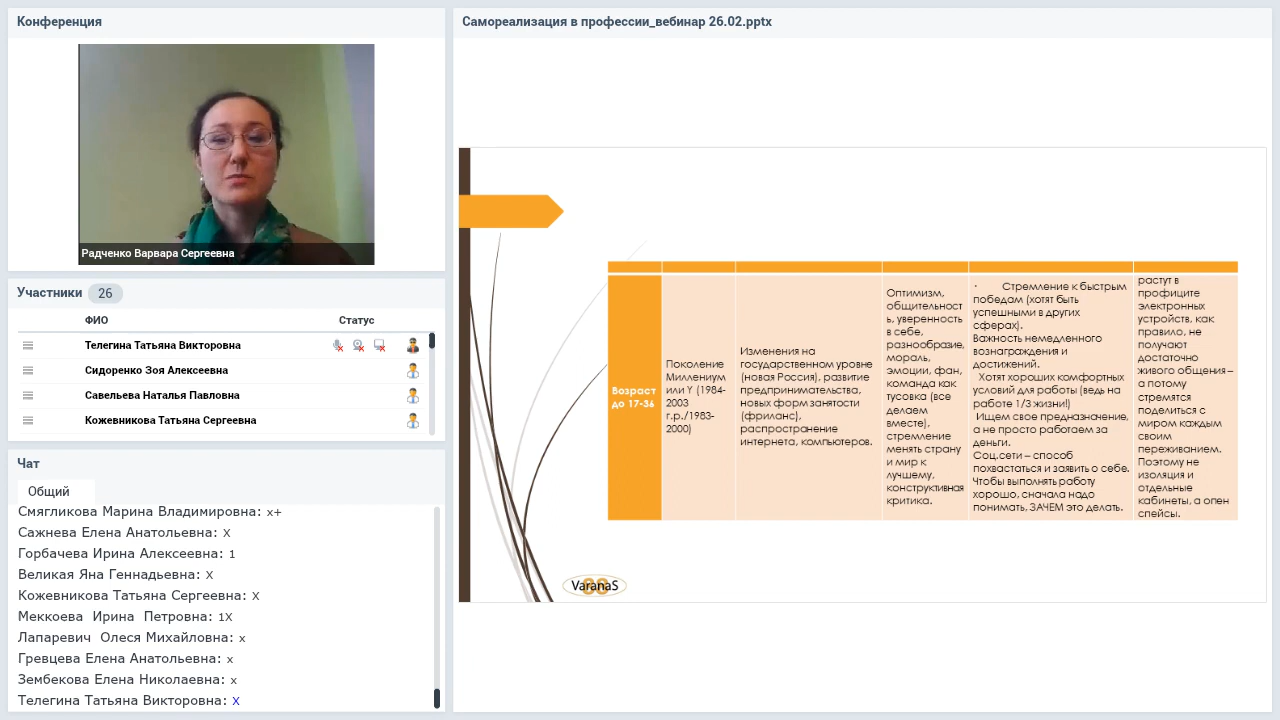 Конференция
Радченко Варвара Сергеевна
Участники 26
ФИО Статус
Телегина Татьяна Викторовна
Сидоренко Зоя Алексеевна
Савельева Наталья Павловна
Кожевникова Татьяна Сергеевна
Чат
Общий
Смягликова Марина Владимировна: х+
Сажнева Елена Анатольевна: Х
Горбачева Ирина Алексеевна: 1
Великая Яна Геннадьевна: Х
Кожевникова Татьяна Сергеевна: Х
Меккоева Ирина Петровна: 1Х
Лапаревич Олеся Михайловна: х
Гревцева Елена Анатольевна: х
Зембекова Елена Николаевна: х
Телегина Татьяна Викторовна: Х
Самореализация в профессии_вебинар 26.02.pptx
Возраст
до 17-36
Поколение
Миллениум
или Y (1984-
2003
г.р./1983-
2000)
Изменения на
государственном уровне
(новая Россия), развитие
предпринимательства,
новых форм занятости
(фриланс),
распространение
интернета, компьютеров.
Оптимизм,
общительност
ь, уверенность
в себе,
разнообразие,
мораль,
эмоции, фан,
команда как
тусовка (все
делаем
вместе),
стремление
менять страну
и мир к
лучшему,
конструктивная
критика.
· Стремление к быстрым
победам (хотят быть
успешными в других
сферах).
Важность немедленного
вознаграждения и
достижений.
Хотят хороших комфортных
условий для работы (ведь на
работе 1/3 жизни!)
Ищем свое предназначение,
а не просто работаем за
деньги.
Соц.сети – способ
похвастаться и заявить о себе.
Чтобы выполнять работу
хорошо, сначала надо
понимать, ЗАЧЕМ это делать.
растут в
профиците
электронных
устройств, как
правило, не
получают
достаточно
живого общения –
а потому
стремятся
поделиться с
миром каждым
своим
переживанием.
Поэтому не
изоляция и
отдельные
кабинеты, а опен
спейсы.
VaranaS